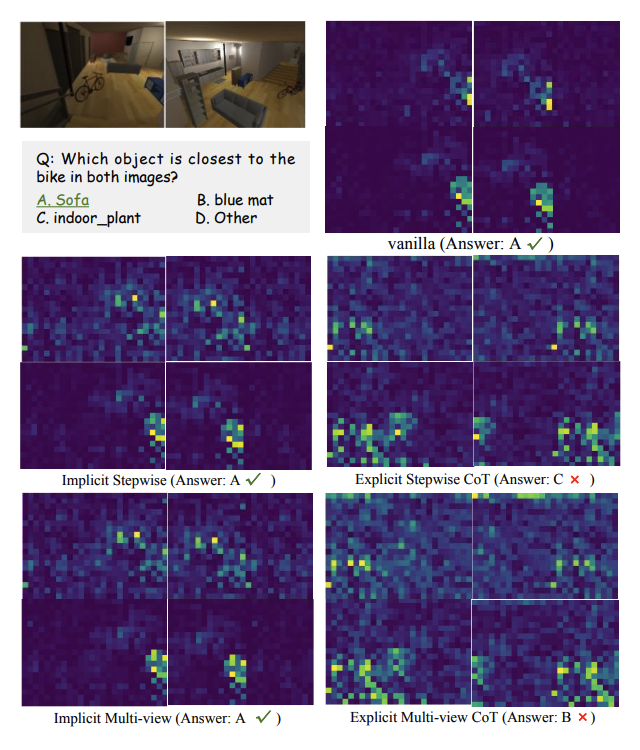 Q: Which object is closest to the
bike in both images?
A. Sofa
B. blue mat
C. indoor_plant
D. Other
vanilla (Answer: A ✓ )
Implicit Stepwise (Answer: A ✓ )
Explicit Stepwise CoT (Answer: C × )
Implicit Multi-view (Answer: A ✓ )
Explicit Multi-view CoT (Answer: B × )